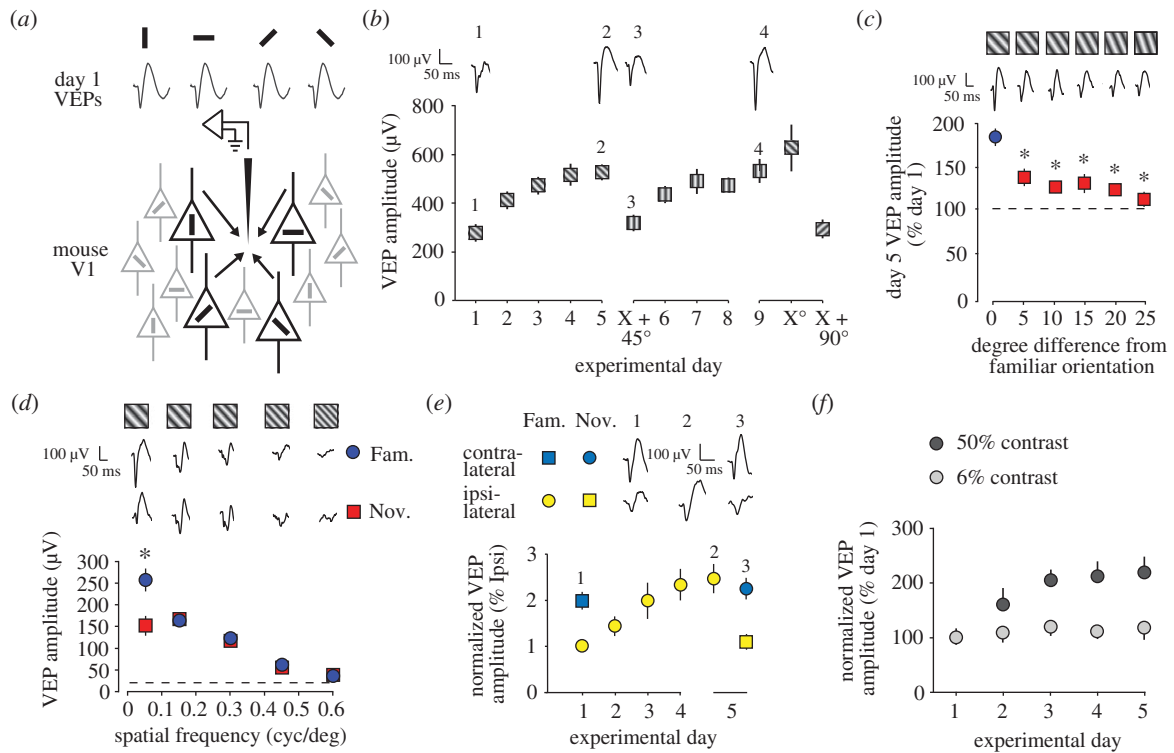 (a)
day 1
VEPs
mouse
V1
(b)
1
2
3
4
100 µV
50 ms
VEP amplitude (µV)
800
600
400
200
0
1
2
3
4
1 2 3 4 5 X + 6 7 8 9 X° X +
45° 90°
experimental day
(c)
100 µV
50 ms
day 5 VEP amplitude
(% day 1)
200
150
100
50
0
* * * * *
0 5 10 15 20 25
degree difference from
familiar orientation
(d)
100 µV
50 ms
Fam.
Nov.
VEP amplitude (µV)
300
250
200
150
100
50
0
*
0 0.1 0.2 0.3 0.4 0.5 0.6
spatial frequency (cyc/deg)
(e)
Fam. Nov.
contra-
lateral
ipsi-
lateral
1 2 3
100 µV
50 ms
normalized VEP
amplitude (% Ipsi)
3
2
1
0
1
2
3
1 2 3 4 5
experimental day
(f)
50% contrast
6% contrast
normalized VEP
amplitude (% day 1)
300
200
100
0
1 2 3 4 5
experimental day